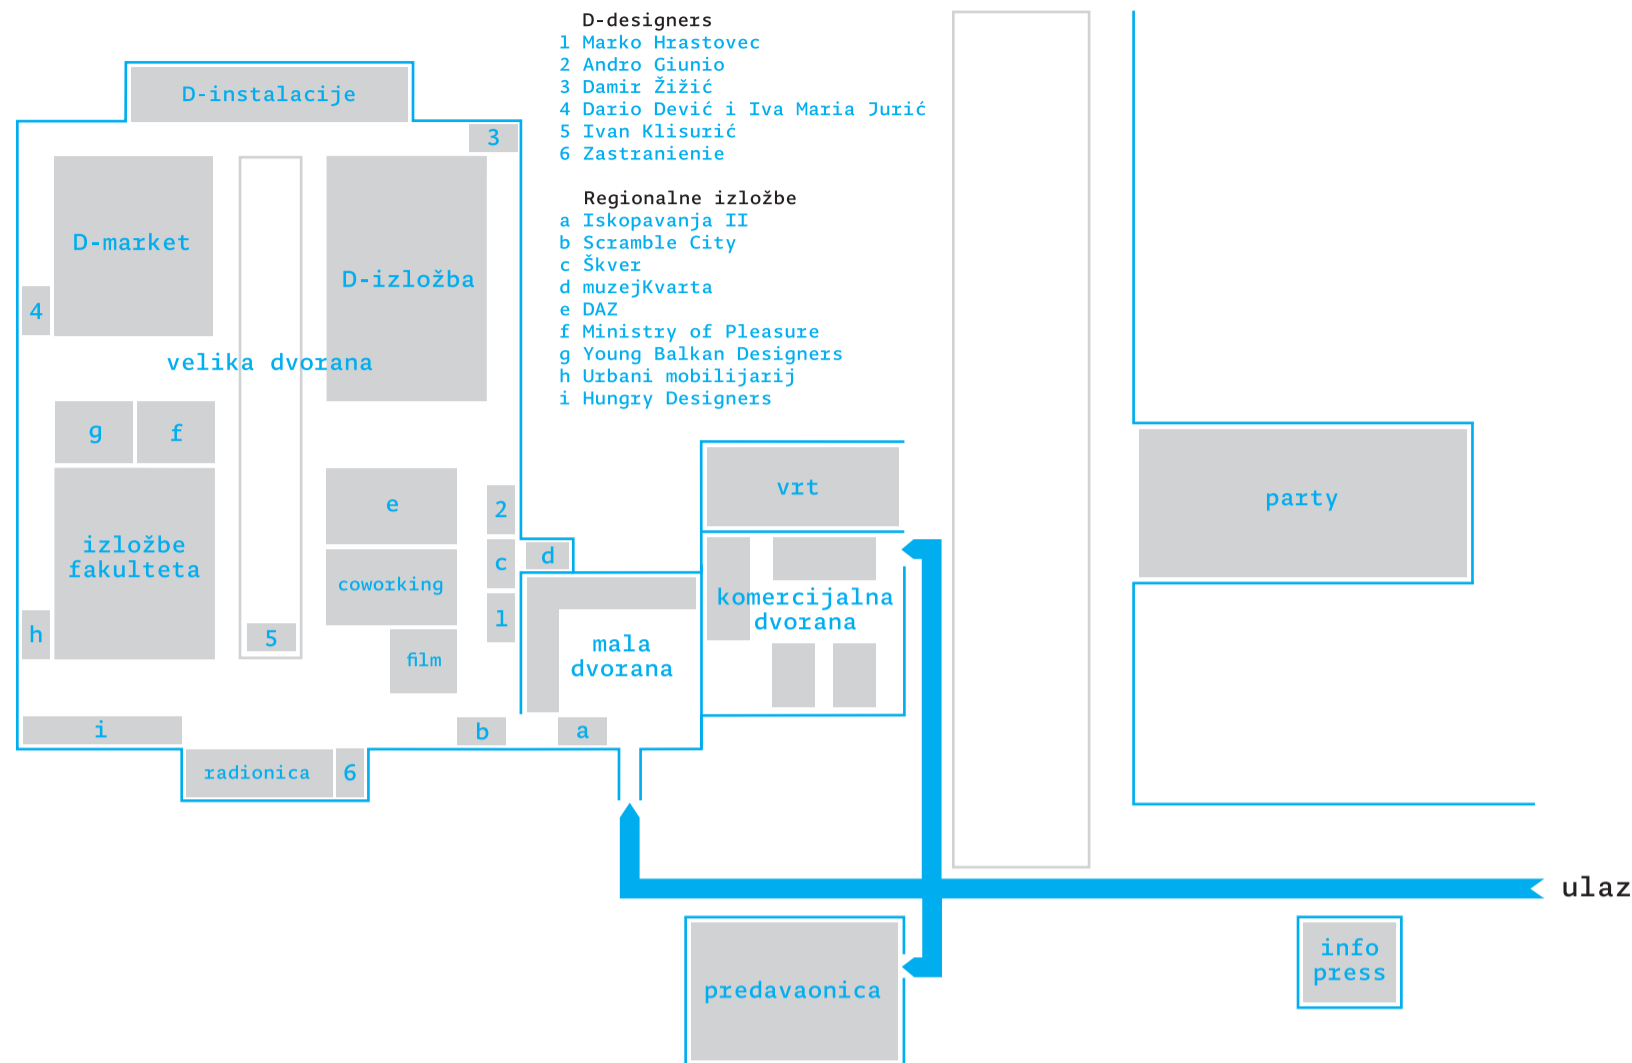 D-designers
1 Marko Hrastovec
2 Andro Giunio
3 Damir Žižić
4 Dario Dević i Iva Maria Jurić
5 Ivan Klisurić
6 Zastranienie
Regionalne izložbe
a Iskopavanja II
b Scramble City
c Škver
d muzejKvarta
e DAZ
f Ministry of Pleasure
g Young Balkan Designers
h Urbani mobilijarij
i Hungry Designers
D-instalacije
3
D-market
D-izložba
4
velika dvorana
g
f
e
2
izložbe
fakulteta
c
d
coworking
1
h
5
film
i
b
a
radionica
6
mala
dvorana
vrt
komercijalna
dvorana
party
ulaz
predavaonica
info
press